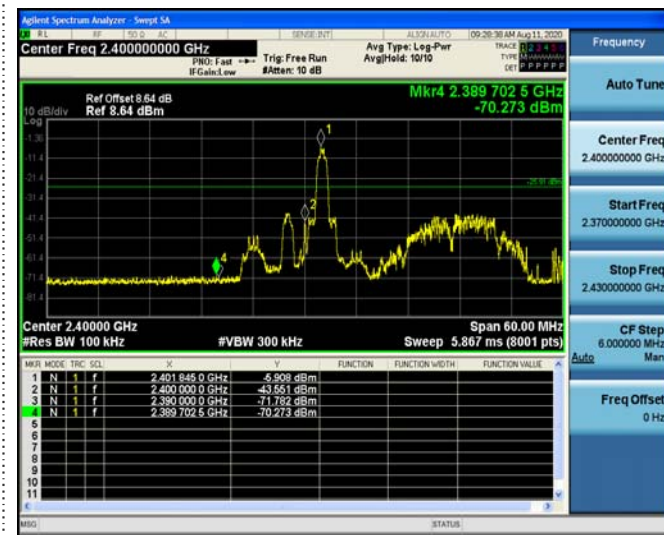 Agilent Spectrum Analyzer - Swept SA
RL RF 50 Ω AC SENSE:INT ALIGN AUTO 09:28:38 AM Aug 11, 2020
Center Freq 2.400000000 GHz
PNO: Fast
IFGain:Low
Trig: Free Run
#Atten: 10 dB
Avg Type: Log-Pwr
Avg|Hold: 10/10
TRACE 1 2 3 4 5 6
TYPE
DET P P P P P P
Frequency
Auto Tune
Center Freq
2.400000000 GHz
Start Freq
2.370000000 GHz
Stop Freq
2.430000000 GHz
CF Step
6.000000 MHz
Auto Man
Freq Offset
0 Hz
Mkr4 2.389 702 5 GHz
-70.273 dBm
Ref Offset 8.64 dB
10 dB/div Ref 8.64 dBm
Log
-1.36
-11.4
-21.4
-31.4
-41.4
-51.4
-61.4
-71.4
-81.4
1
2
4
-25.91 dBm
Center 2.40000 GHz Span 60.00 MHz
#Res BW 100 kHz #VBW 300 kHz Sweep 5.867 ms (8001 pts)
MKR MODE TRC SCL X Y FUNCTION FUNCTION WIDTH FUNCTION VALUE
1 N 1 f 2.401 845 0 GHz -5.908 dBm
2 N 1 f 2.400 000 0 GHz -43.551 dBm
3 N 1 f 2.390 000 0 GHz -71.782 dBm
4 N 1 f 2.389 702 5 GHz -70.273 dBm
5
6
7
8
9
10
11
MSG STATUS